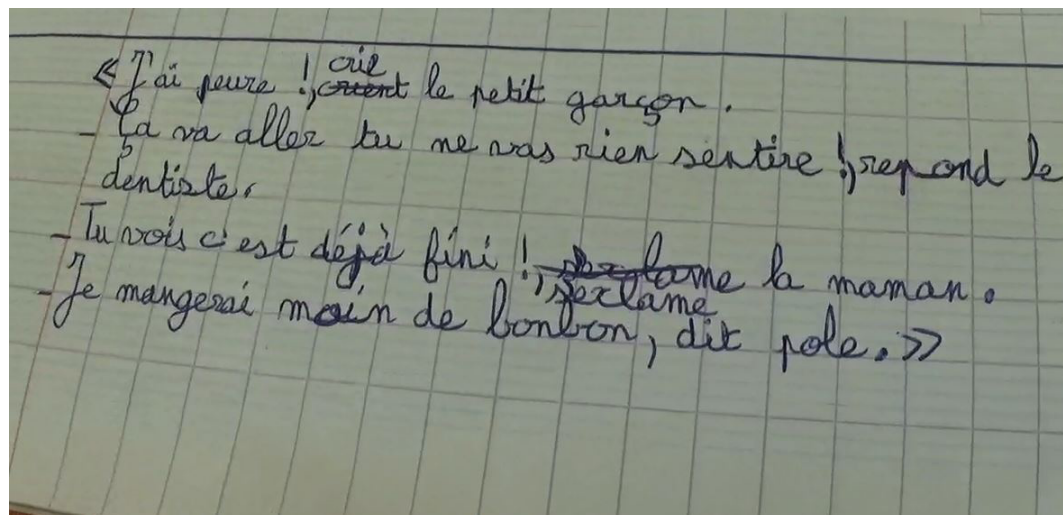 « J'ai peure !, crie le petit garçon.
- Ça va aller tu ne vas rien sentire !, repond le
dentiste.
- Tu vois c'est déjà fini !, s'exlame la maman.
- Je mangerai moin de bonbon, dit pole. »